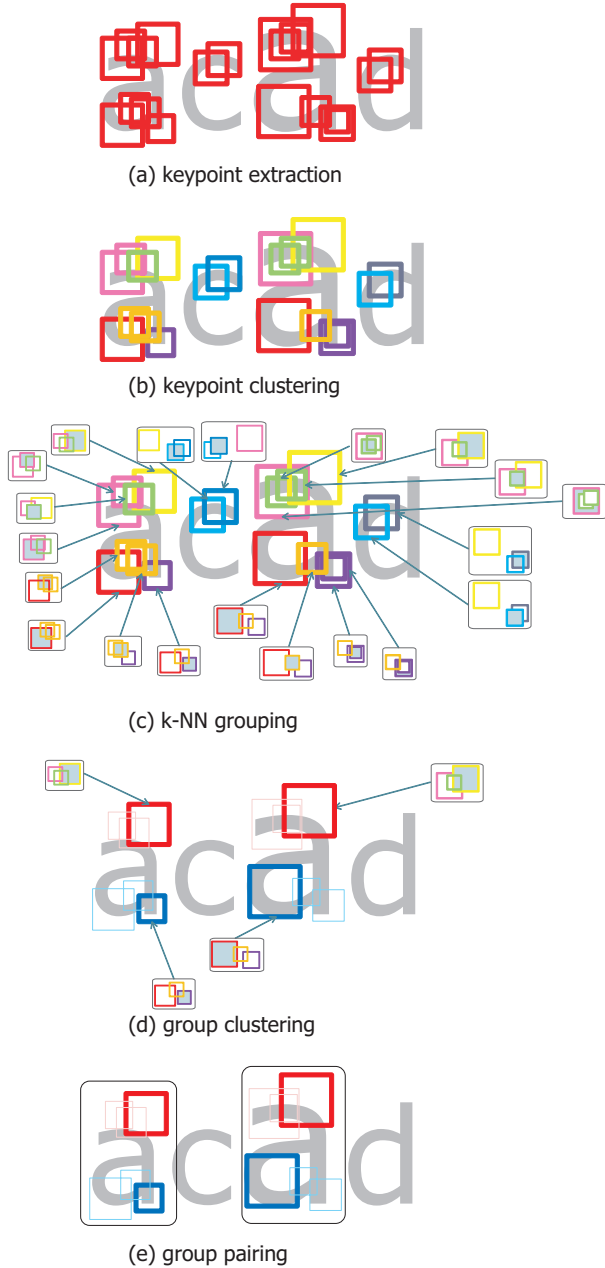 acad
(a) keypoint extraction
acad
(b) keypoint clustering
acad
(c) k-NN grouping
acad
(d) group clustering
acad
(e) group pairing